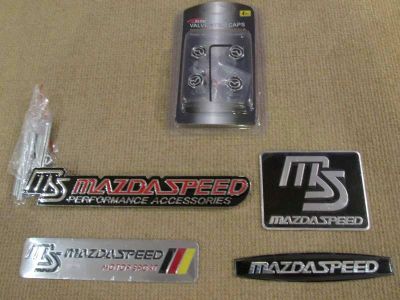 VALVE CAPS
MS MAZDASPEED
PERFORMANCE ACCESSORIES
MS
MAZDASPEED
MS MAZDASPEED
MOTORSPORT
MAZDASPEED